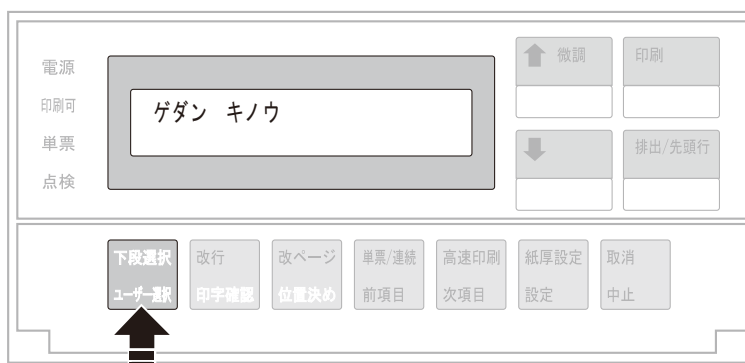 電源
印刷可
単票
点検
ゲダン キノウ
微調
印刷
排出/先頭行
下段選択
ユーザー選択
改行
印字確認
改ページ
位置決め
単票/連続
前項目
高速印刷
次項目
紙厚設定
設定
取消
中止